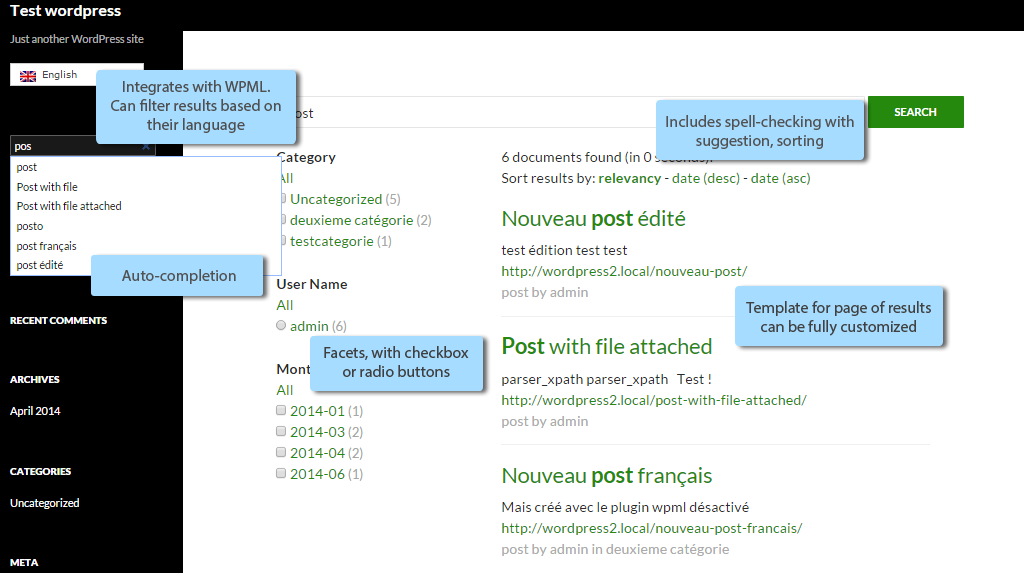 Test wordpress
Just another WordPress site
English
Integrates with WPML.
Can filter results based on
their language
pos
post
Post with file
Post with file attached
posto
post français
post édité
Auto-completion
RECENT COMMENTS
ARCHIVES
April 2014
CATEGORIES
Uncategorized
META
ost
Includes spell-checking with
suggestion, sorting
SEARCH
Category
All
Uncategorized (5)
deuxieme catégorie (2)
testcategorie (1)
User Name
All
admin (6)
Facets, with checkbox
or radio buttons
Mont
All
2014-01 (1)
2014-03 (2)
2014-04 (2)
2014-06 (1)
6 documents found (in 0 seconds).
Sort results by: relevancy - date (desc) - date (asc)
Nouveau post édité
test édition test test
http://wordpress2.local/nouveau-post/
post by admin
Template for page of results
can be fully customized
Post with file attached
parser_xpath parser_xpath Test !
http://wordpress2.local/post-with-file-attached/
post by admin
Nouveau post français
Mais créé avec le plugin wpml désactivé
http://wordpress2.local/nouveau-post-francais/
post by admin in deuxieme catégorie